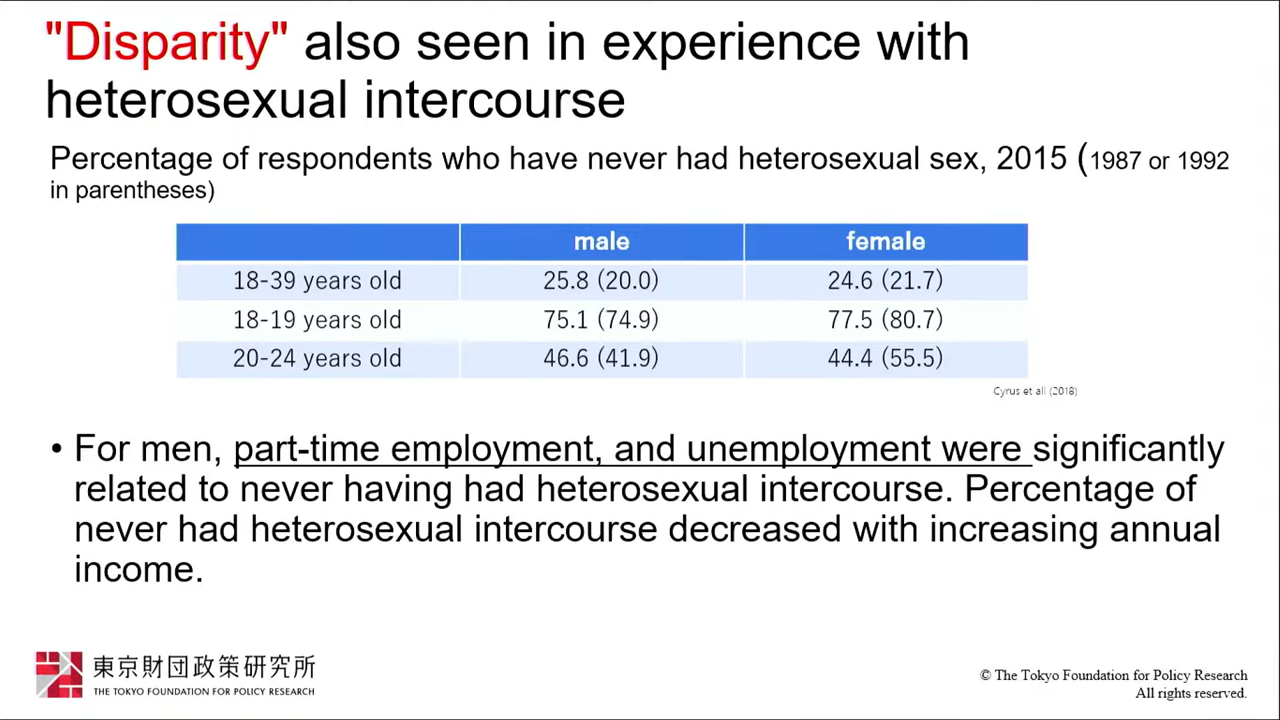 "Disparity" also seen in experience with
heterosexual intercourse
Percentage of respondents who have never had heterosexual sex, 2015 (1987 or 1992
in parentheses)
male female
18-39 years old 25.8 (20.0) 24.6 (21.7)
18-19 years old 75.1 (74.9) 77.5 (80.7)
20-24 years old 46.6 (41.9) 44.4 (55.5)
Cyrus et all (2018)
• For men, part-time employment, and unemployment were significantly
related to never having had heterosexual intercourse. Percentage of
never had heterosexual intercourse decreased with increasing annual
income.
東京財団政策研究所
THE TOKYO FOUNDATION FOR POLICY RESEARCH
© The Tokyo Foundation for Policy Research
All rights reserved.